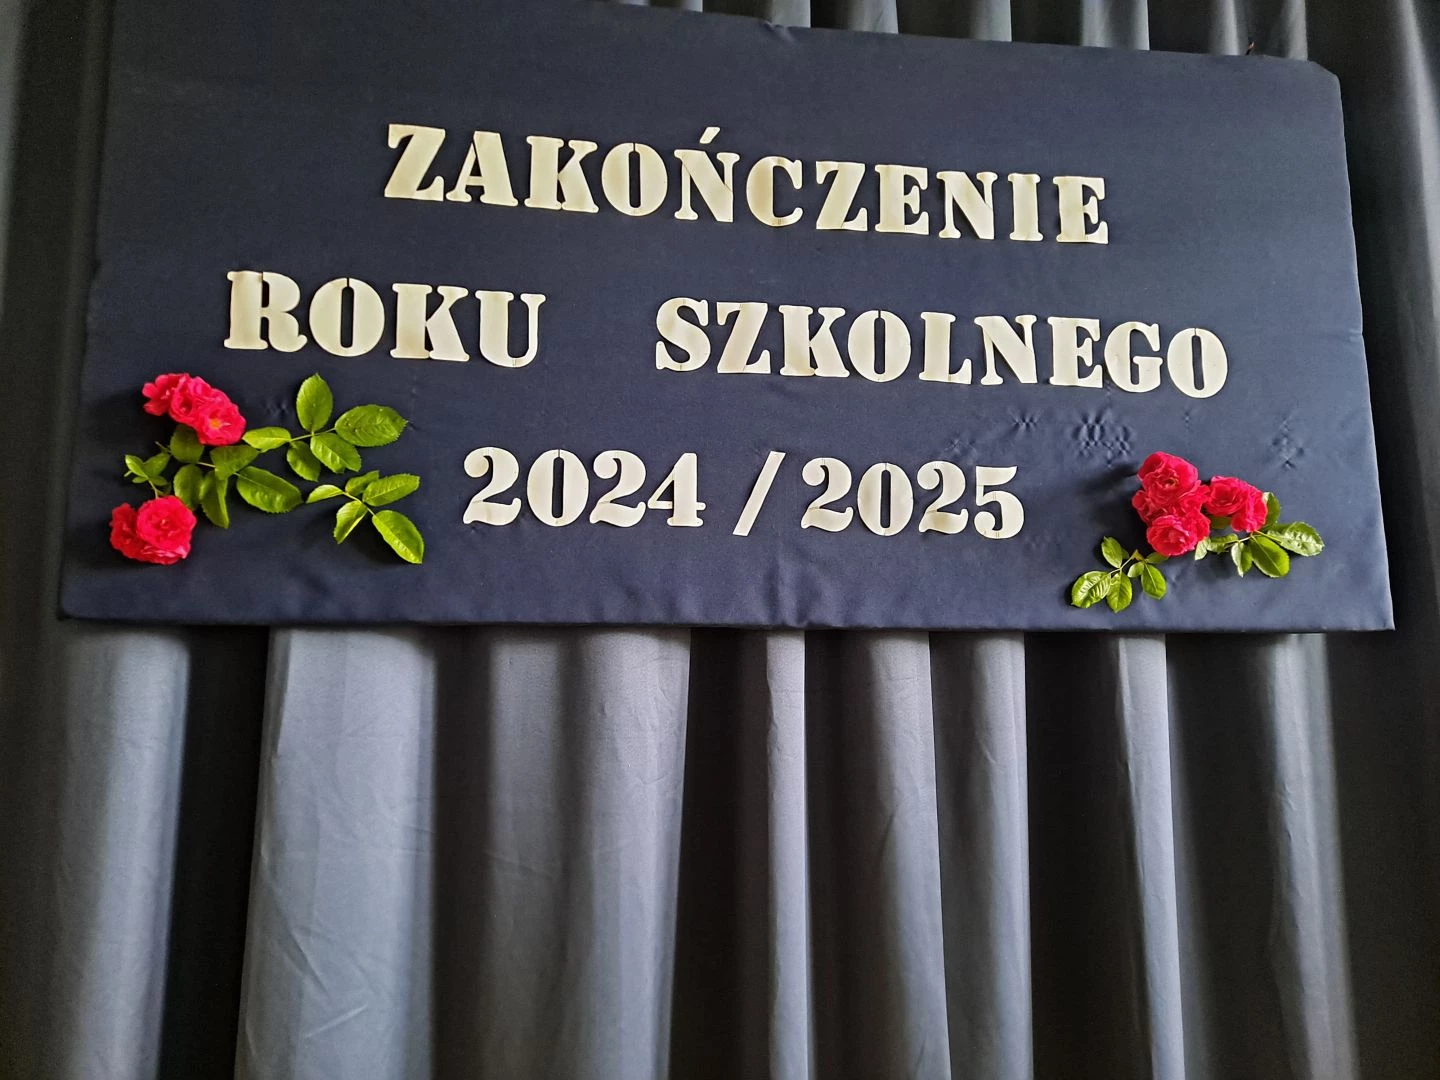 ZAKOŃCZENIE
ROKU SZKOLNEGO
2024/2025